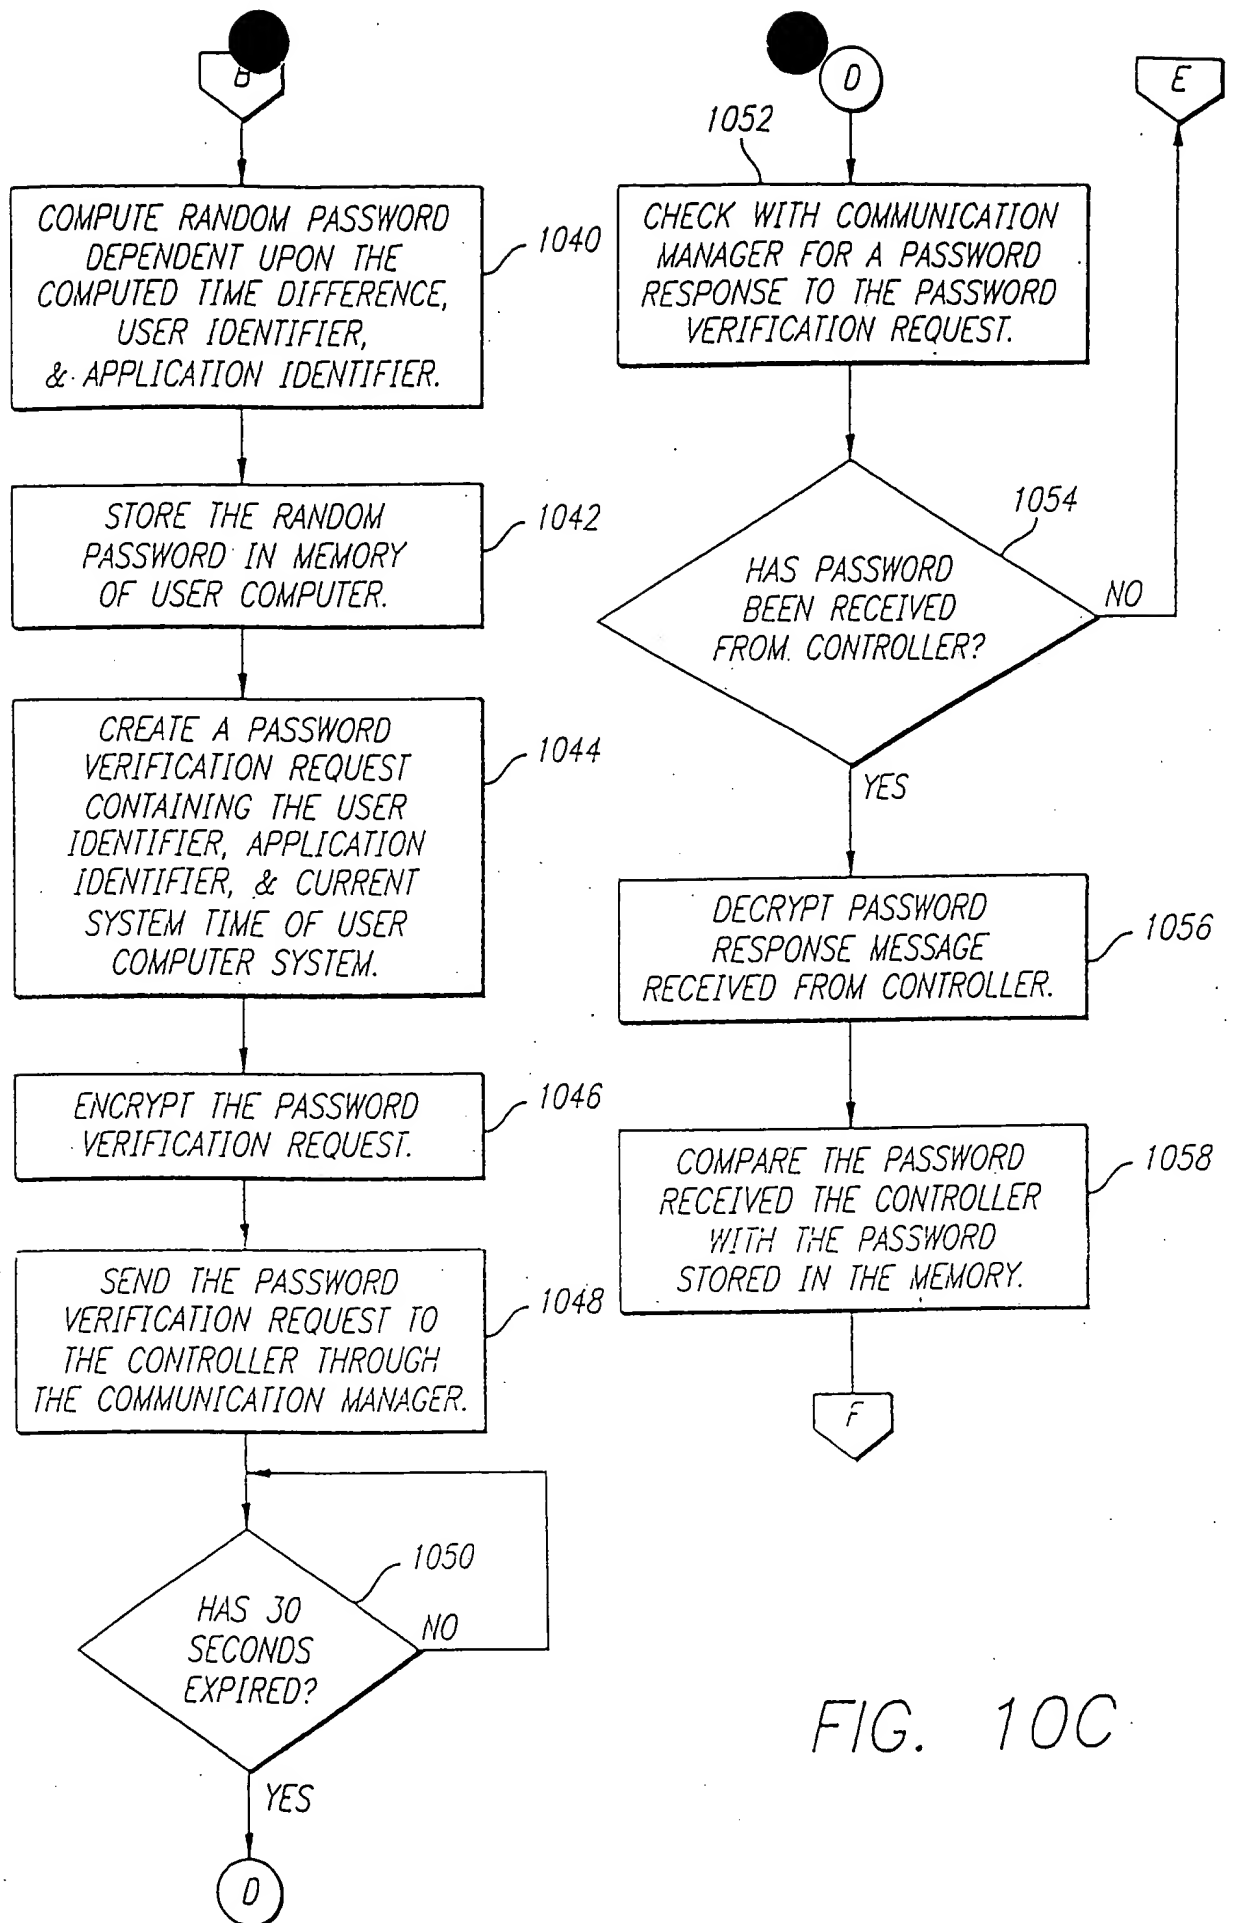 B
COMPUTE RANDOM PASSWORD
DEPENDENT UPON THE
COMPUTED TIME DIFFERENCE,
USER IDENTIFIER,
& APPLICATION IDENTIFIER.
1040
STORE THE RANDOM
PASSWORD IN MEMORY
OF USER COMPUTER.
1042
CREATE A PASSWORD
VERIFICATION REQUEST
CONTAINING THE USER
IDENTIFIER, APPLICATION
IDENTIFIER, & CURRENT
SYSTEM TIME OF USER
COMPUTER SYSTEM.
1044
ENCRYPT THE PASSWORD
VERIFICATION REQUEST.
1046
SEND THE PASSWORD
VERIFICATION REQUEST TO
THE CONTROLLER THROUGH
THE COMMUNICATION MANAGER.
1048
HAS 30
SECONDS
EXPIRED?
1050
NO
YES
D
D
1052
CHECK WITH COMMUNICATION
MANAGER FOR A PASSWORD
RESPONSE TO THE PASSWORD
VERIFICATION REQUEST.
HAS PASSWORD
BEEN RECEIVED
FROM CONTROLLER?
1054
NO
E
YES
DECRYPT PASSWORD
RESPONSE MESSAGE
RECEIVED FROM CONTROLLER.
1056
COMPARE THE PASSWORD
RECEIVED THE CONTROLLER
WITH THE PASSWORD
STORED IN THE MEMORY.
1058
F
FIG. 10C